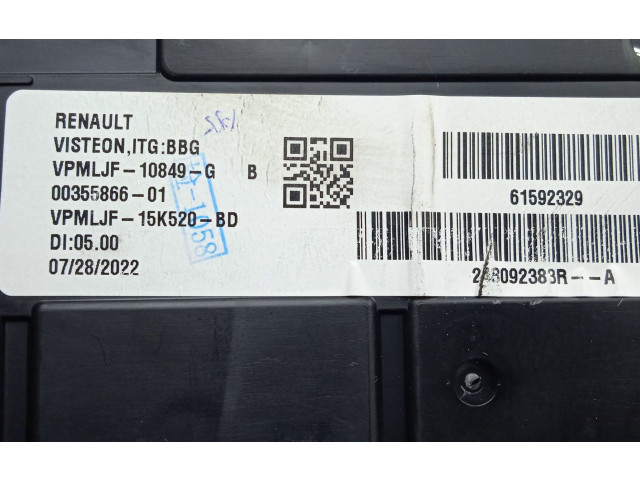 RENAULT
VISTEON,ITG:BBG
VPMLJF-10849-G B
00355866-01
VPMLJF-15K520-BD
DI:05.00
07/28/2022
61592329
248092383R--A